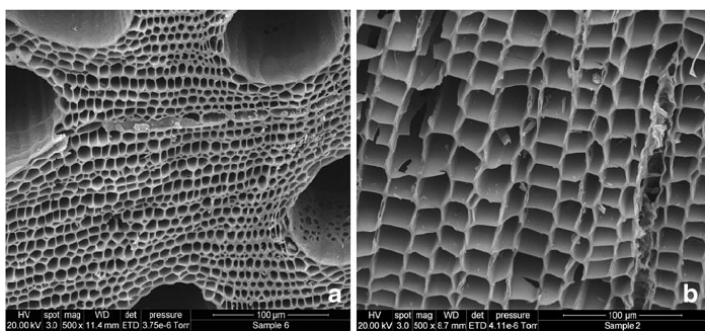 a
HV spot mag WD det pressure 100 µm
20.00 kV 3.0 500 x 11.4 mm ETD 3.75e-6 Torr Sample 6
b
HV spot mag WD det pressure 100 µm
20.00 kV 3.0 500 x 8.7 mm ETD 4.11e-6 Torr Sample 2